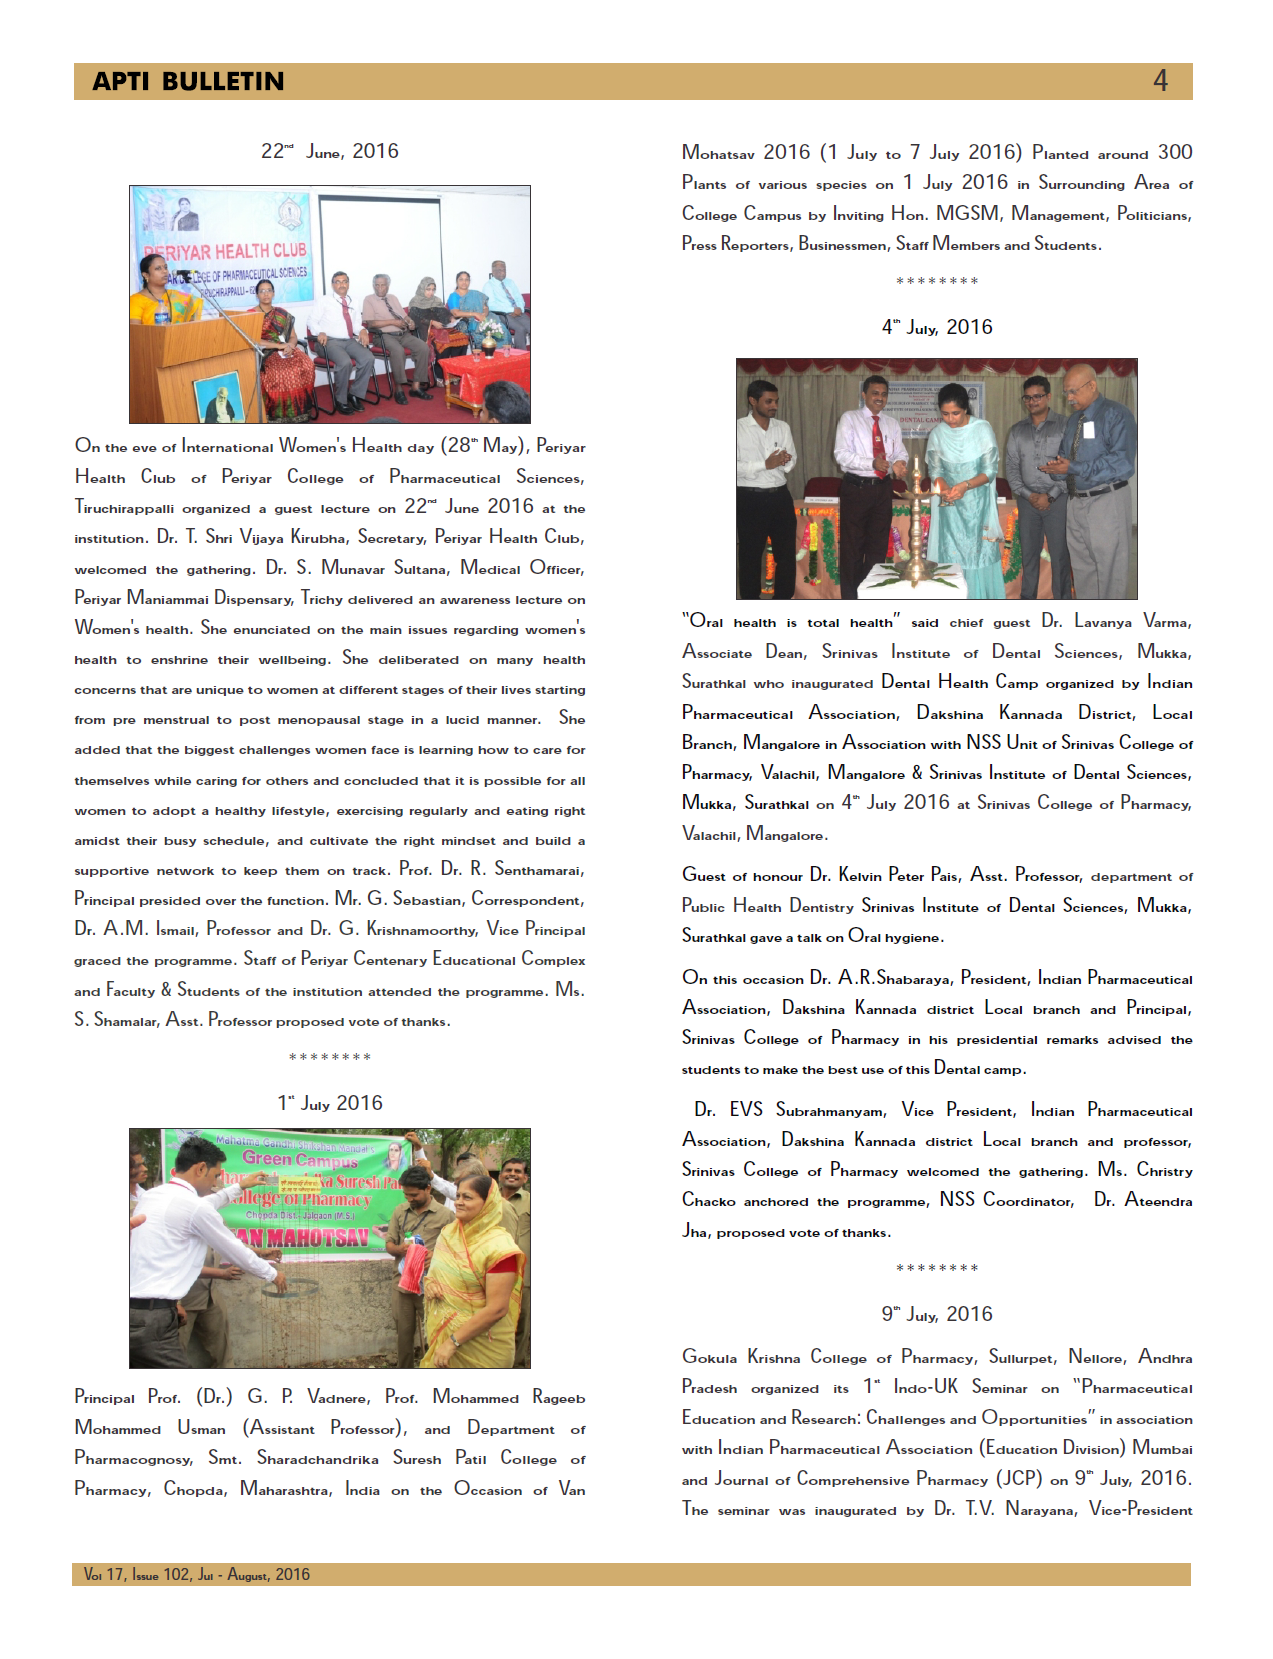 APTI BULLETIN
4
22nd June, 2016
PERIYAR HEALTH CLUB
COLLEGE OF PHARMACEUTICAL SCIENCES
On the eve of International Women's Health day (28th May), Periyar
Health Club of Periyar College of Pharmaceutical Sciences,
Tiruchirappalli organized a guest lecture on 22nd June 2016 at the
institution. Dr. T. Shri Vijaya Kirubha, Secretary, Periyar Health Club,
welcomed the gathering. Dr. S. Munavar Sultana, Medical Officer,
Periyar Maniammai Dispensary, Trichy delivered an awareness lecture on
Women's health. She enunciated on the main issues regarding women's
health to enshrine their wellbeing. She deliberated on many health
concerns that are unique to women at different stages of their lives starting
from pre menstrual to post menopausal stage in a lucid manner. She
added that the biggest challenges women face is learning how to care for
themselves while caring for others and concluded that it is possible for all
women to adopt a healthy lifestyle, exercising regularly and eating right
amidst their busy schedule, and cultivate the right mindset and build a
supportive network to keep them on track. Prof. Dr. R. Senthamarai,
Principal presided over the function. Mr. G. Sebastian, Correspondent,
Dr. A.M. Ismail, Professor and Dr. G. Krishnamoorthy, Vice Principal
graced the programme. Staff of Periyar Centenary Educational Complex
and Faculty & Students of the institution attended the programme. Ms.
S. Shamalar, Asst. Professor proposed vote of thanks.
********
1st July 2016
Mahatma Gandhi Shikshan Mandal's
Green Campus
Suresh Pa
College of Pharmacy
Chopda Dist - Jalgaon (M.S.)
VAN MAHOTSAV
Principal Prof. (Dr.) G. P. Vadnere, Prof. Mohammed Rageeb
Mohammed Usman (Assistant Professor), and Department of
Pharmacognosy, Smt. Sharadchandrika Suresh Patil College of
Pharmacy, Chopda, Maharashtra, India on the Occasion of Van
Mohatsav 2016 (1 July to 7 July 2016) Planted around 300
Plants of various species on 1 July 2016 in Surrounding Area of
College Campus by Inviting Hon. MGSM, Management, Politicians,
Press Reporters, Businessmen, Staff Members and Students.
********
4th July, 2016
DENTAL CAMP
"Oral health is total health" said chief guest Dr. Lavanya Varma,
Associate Dean, Srinivas Institute of Dental Sciences, Mukka,
Surathkal who inaugurated Dental Health Camp organized by Indian
Pharmaceutical Association, Dakshina Kannada District, Local
Branch, Mangalore in Association with NSS Unit of Srinivas College of
Pharmacy, Valachil, Mangalore & Srinivas Institute of Dental Sciences,
Mukka, Surathkal on 4th July 2016 at Srinivas College of Pharmacy,
Valachil, Mangalore.
Guest of honour Dr. Kelvin Peter Pais, Asst. Professor, department of
Public Health Dentistry Srinivas Institute of Dental Sciences, Mukka,
Surathkal gave a talk on Oral hygiene.
On this occasion Dr. A.R.Shabaraya, President, Indian Pharmaceutical
Association, Dakshina Kannada district Local branch and Principal,
Srinivas College of Pharmacy in his presidential remarks advised the
students to make the best use of this Dental camp.
Dr. EVS Subrahmanyam, Vice President, Indian Pharmaceutical
Association, Dakshina Kannada district Local branch and professor,
Srinivas College of Pharmacy welcomed the gathering. Ms. Christry
Chacko anchored the programme, NSS Coordinator, Dr. Ateendra
Jha, proposed vote of thanks.
********
9th July, 2016
Gokula Krishna College of Pharmacy, Sullurpet, Nellore, Andhra
Pradesh organized its 1st Indo-UK Seminar on "Pharmaceutical
Education and Research: Challenges and Opportunities" in association
with Indian Pharmaceutical Association (Education Division) Mumbai
and Journal of Comprehensive Pharmacy (JCP) on 9th July, 2016.
The seminar was inaugurated by Dr. T.V. Narayana, Vice-President
Vol 17, Issue 102, Jul - August, 2016